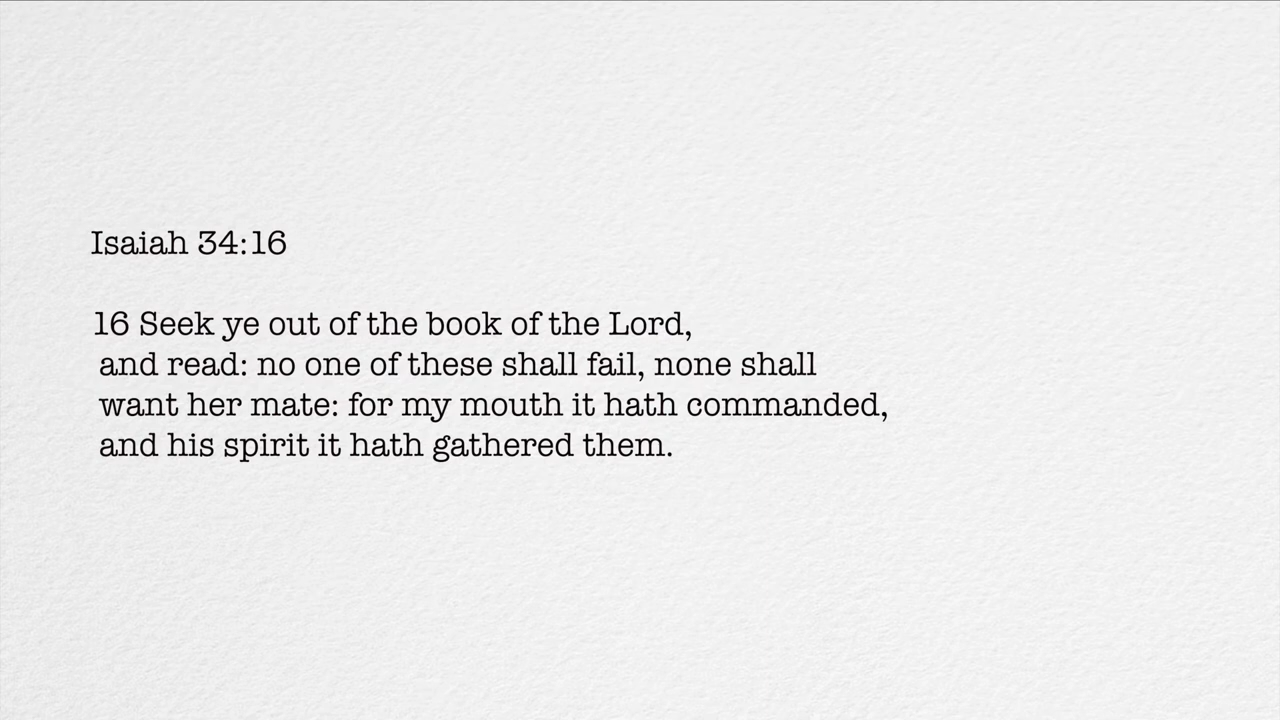 Isaiah 34:16
16 Seek ye out of the book of the Lord,
and read: no one of these shall fail, none shall
want her mate: for my mouth it hath commanded,
and his spirit it hath gathered them.